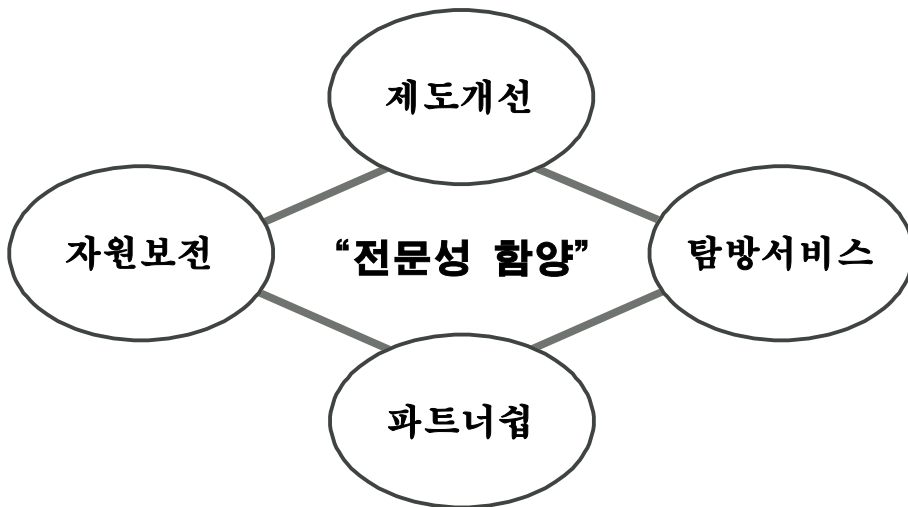 제도개선
자원보전
“전문성 함양”
탐방서비스
파트너쉽